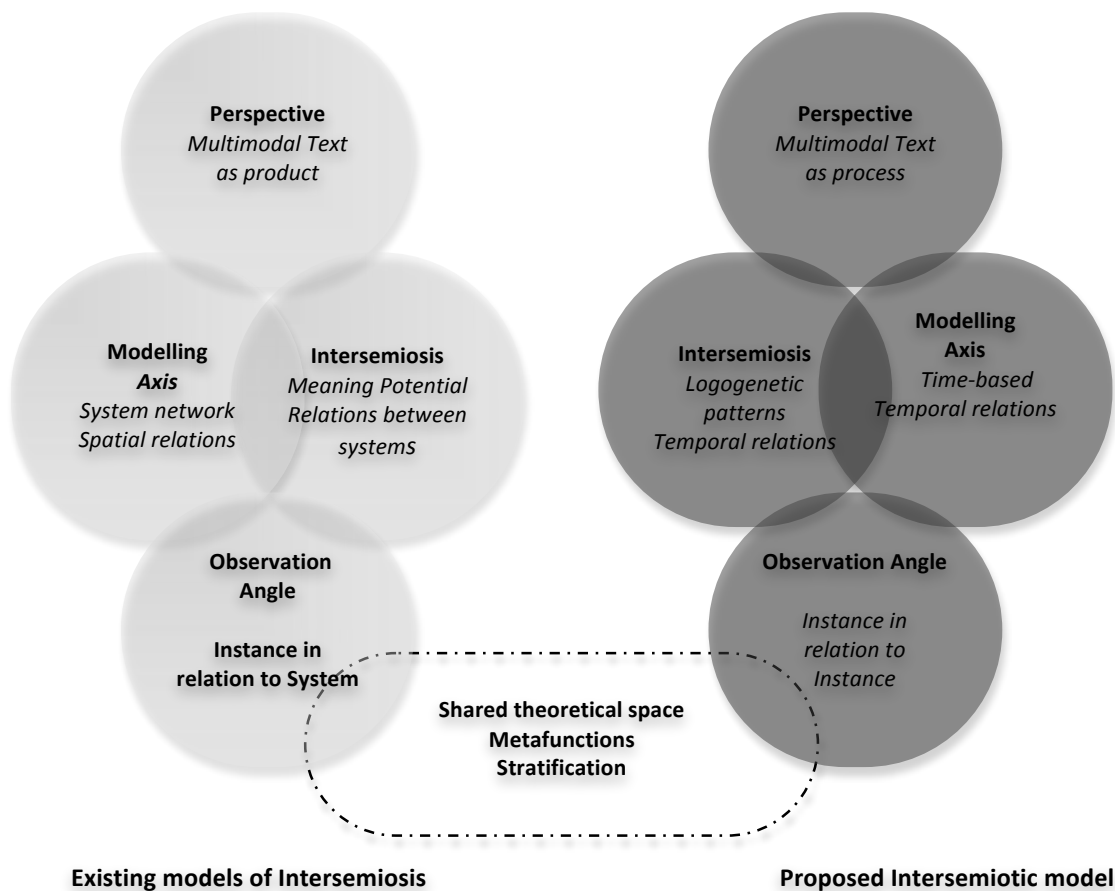 Perspective
Multimodal Text
as product
Modelling
Axis
System network
Spatial relations
Intersemiosis
Meaning Potential
Relations between
systems
Observation
Angle
Instance in
relation to System
Perspective
Multimodal Text
as process
Intersemiosis
Logogenetic
patterns
Temporal relations
Modelling
Axis
Time-based
Temporal relations
Observation Angle
Instance in
relation to
Instance
Shared theoretical space
Metafunctions
Stratification
Existing models of Intersemiosis
Proposed Intersemiotic model